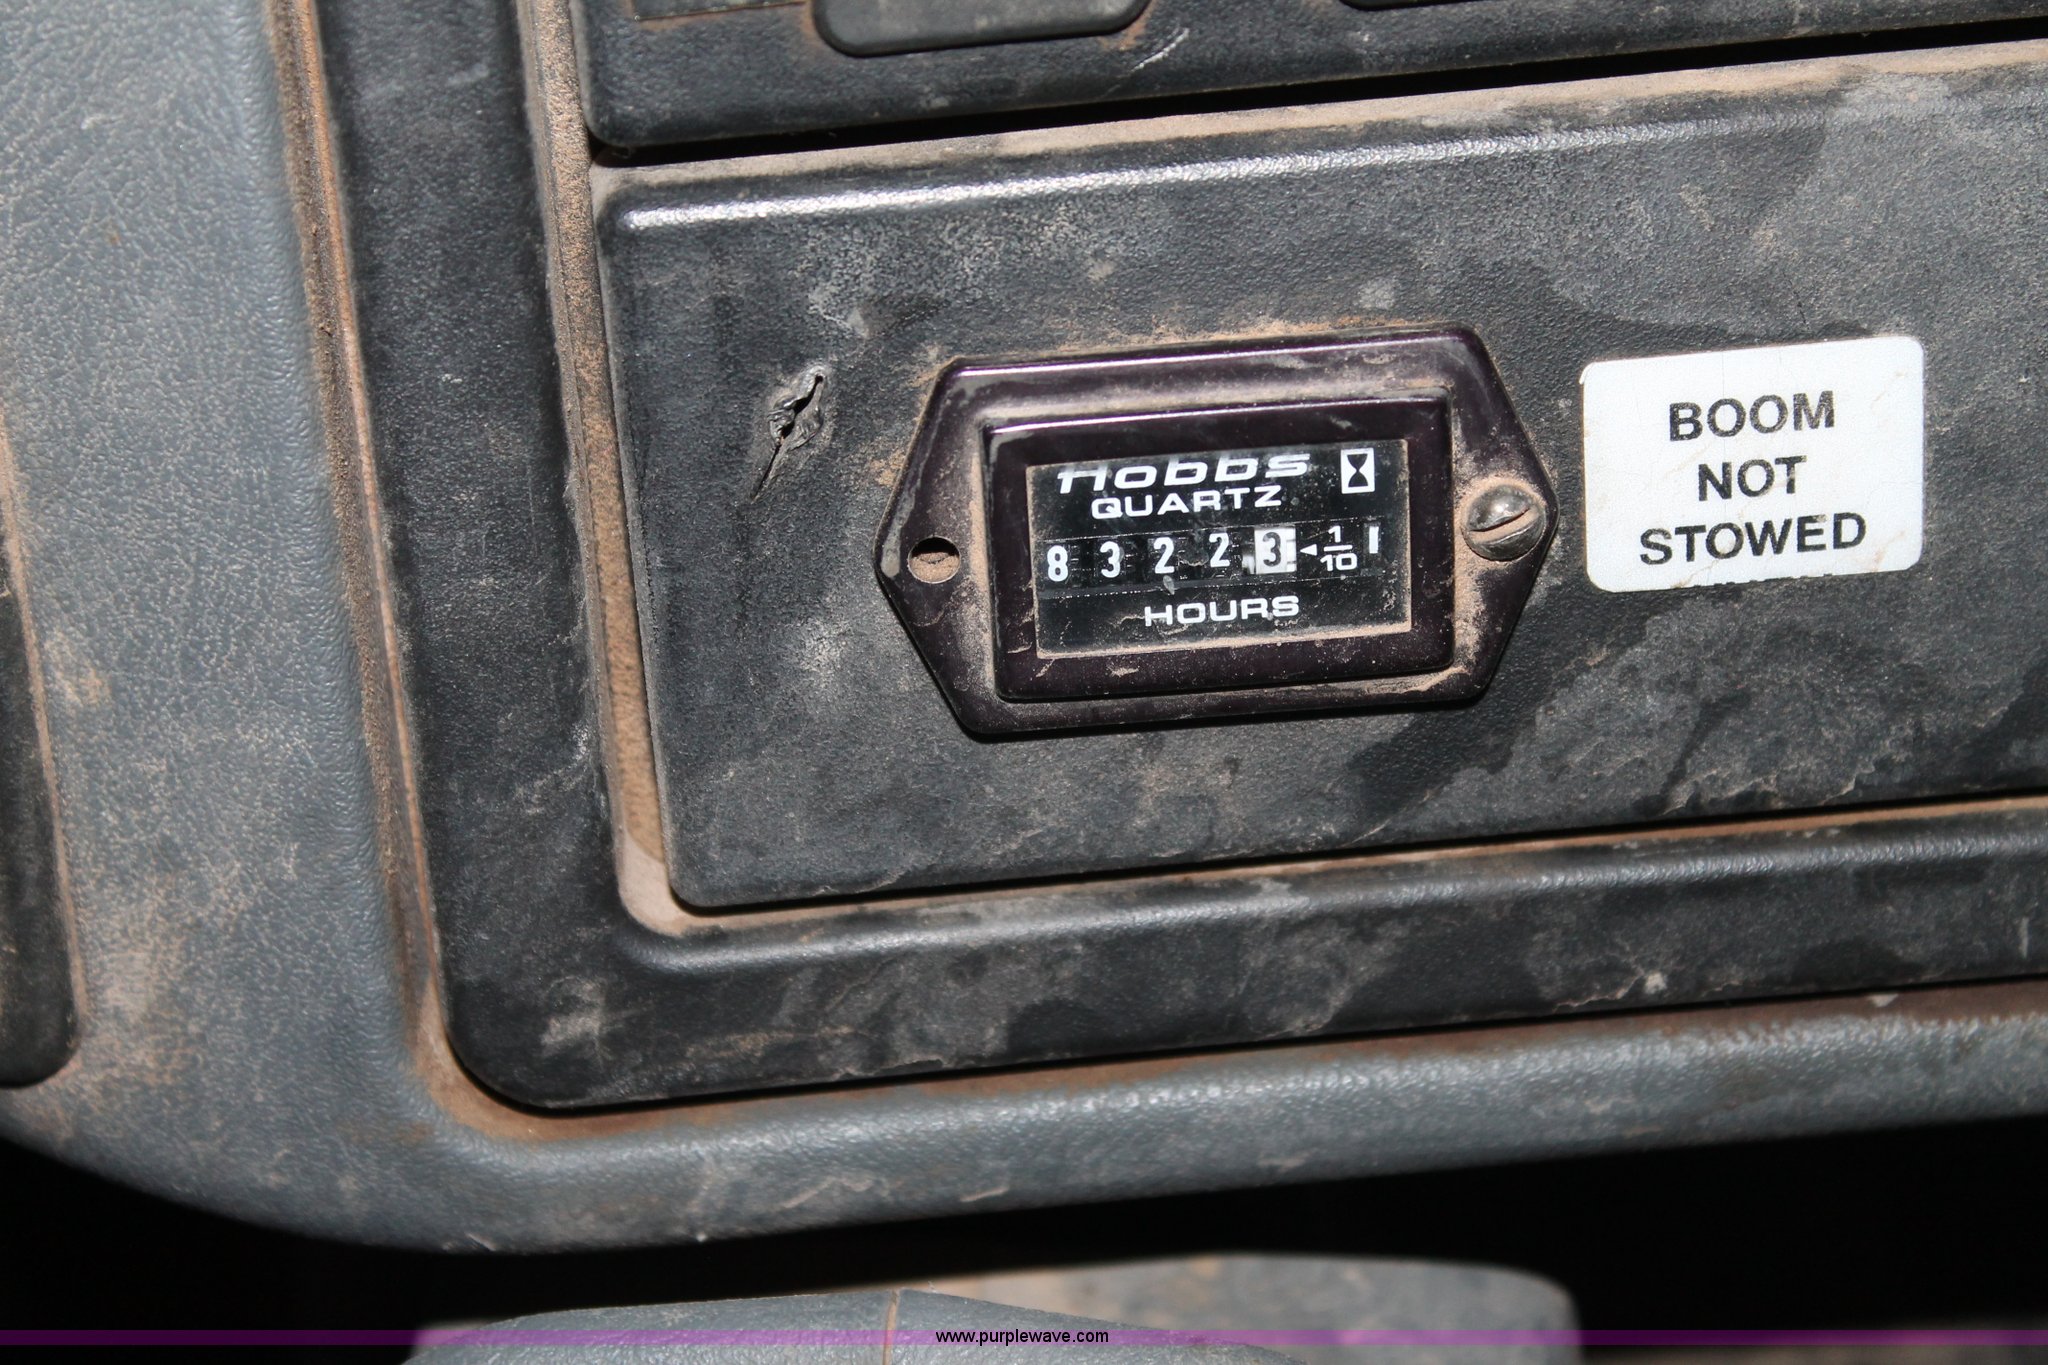 Hobbs
QUARTZ
8 3 2 2 3 ◄ 1/10
HOURS
BOOM
NOT
STOWED
www.purplewave.com